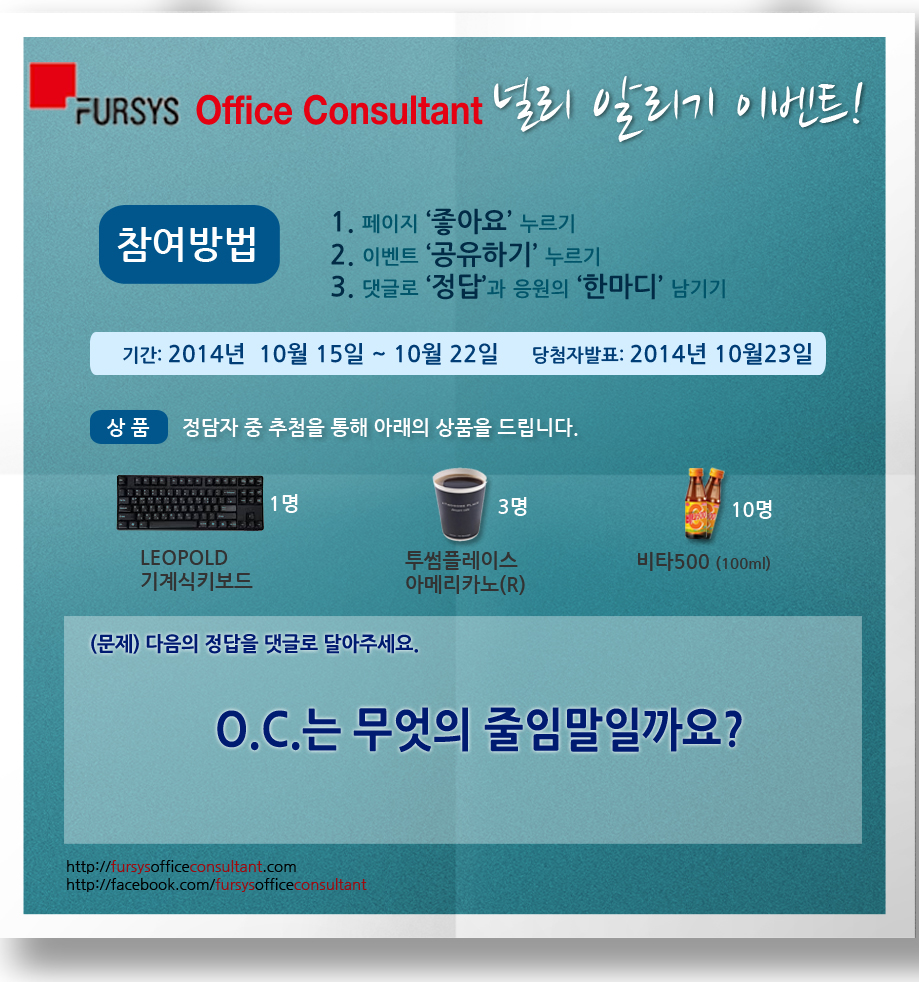 FURSYS Office Consultant 널리 알리기 이벤트!
참여방법
1. 페이지 ‘좋아요’ 누르기
2. 이벤트 ‘공유하기’ 누르기
3. 댓글로 ‘정답’과 응원의 ‘한마디’ 남기기
기간: 2014년 10월 15일 ~ 10월 22일 당첨자발표: 2014년 10월23일
상 품 정담자 중 추첨을 통해 아래의 상품을 드립니다.
1명
LEOPOLD
기계식키보드
3명
투썸플레이스
아메리카노(R)
10명
비타500 (100ml)
(문제) 다음의 정답을 댓글로 달아주세요.
O.C.는 무엇의 줄임말일까요?
http://fursysofficeconsultant.com
http://facebook.com/fursysofficeconsultant